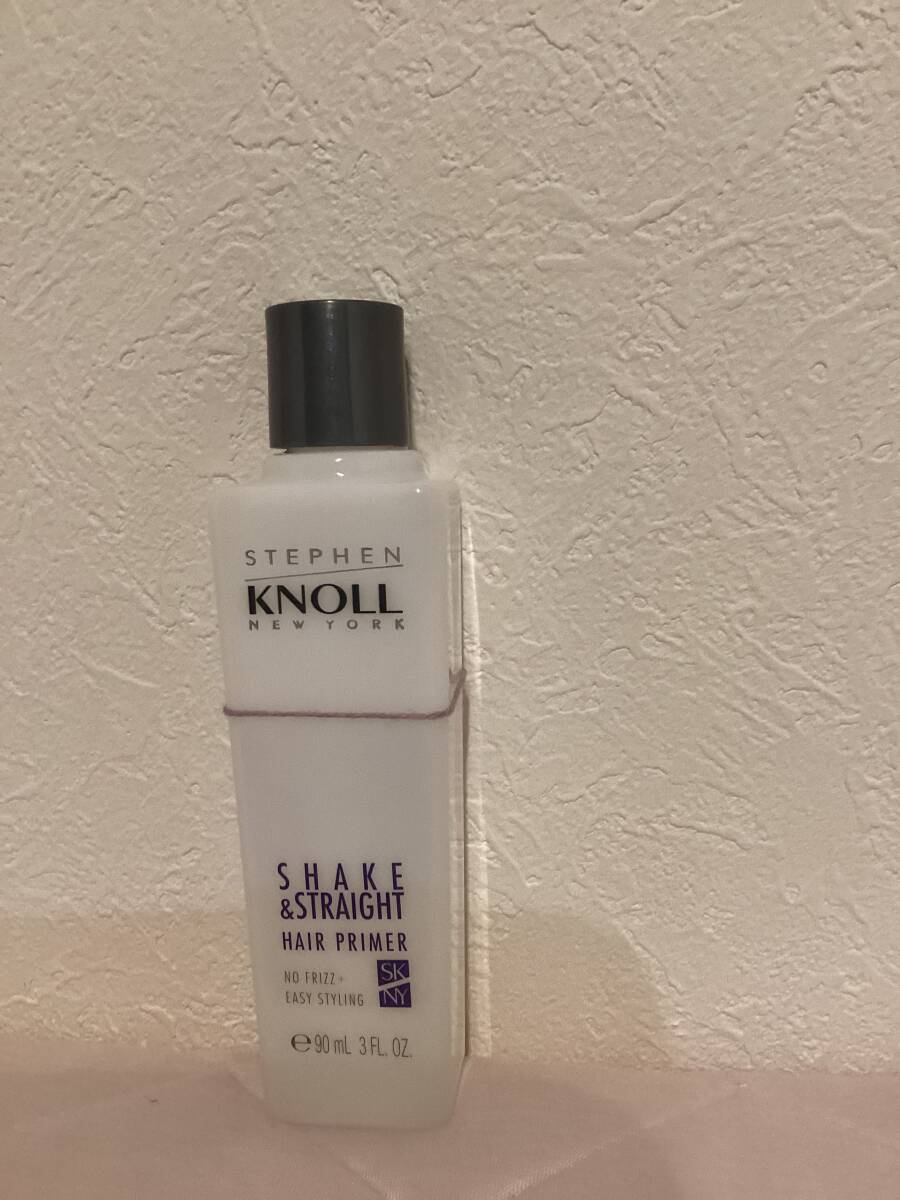 STEPHEN
KNOLL
NEW YORK
SHAKE
&STRAIGHT
HAIR PRIMER
NO FRIZZ+
EASY STYLING
SK
NY
℮90 mL 3 FL. OZ.